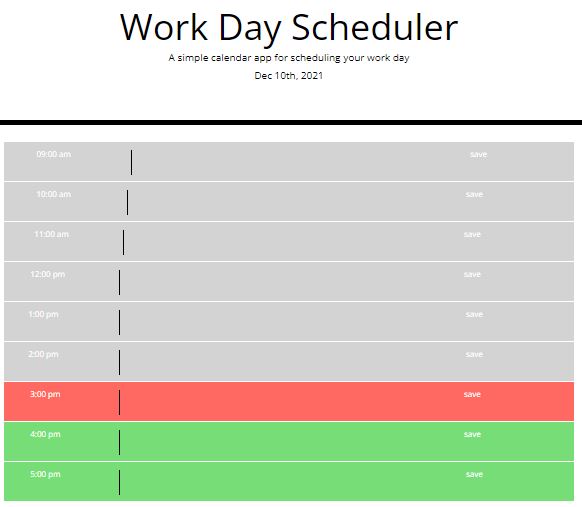 Work Day Scheduler
A simple calendar app for scheduling your work day
Dec 10th, 2021
09:00 am save
10:00 am save
11:00 am save
12:00 pm save
1:00 pm save
2:00 pm save
3:00 pm save
4:00 pm save
5:00 pm save